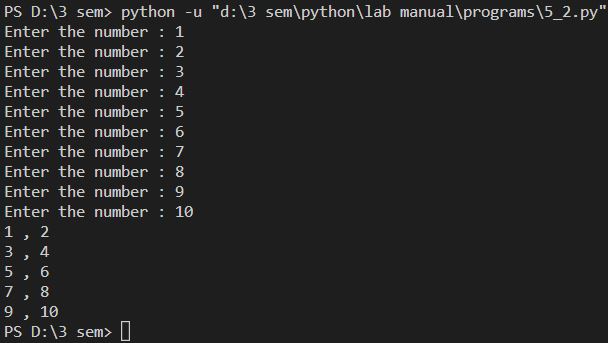 PS D:\3 sem> python -u "d:\3 sem\python\lab manual\programs\5_2.py"
Enter the number : 1
Enter the number : 2
Enter the number : 3
Enter the number : 4
Enter the number : 5
Enter the number : 6
Enter the number : 7
Enter the number : 8
Enter the number : 9
Enter the number : 10
1 , 2
3 , 4
5 , 6
7 , 8
9 , 10
PS D:\3 sem>